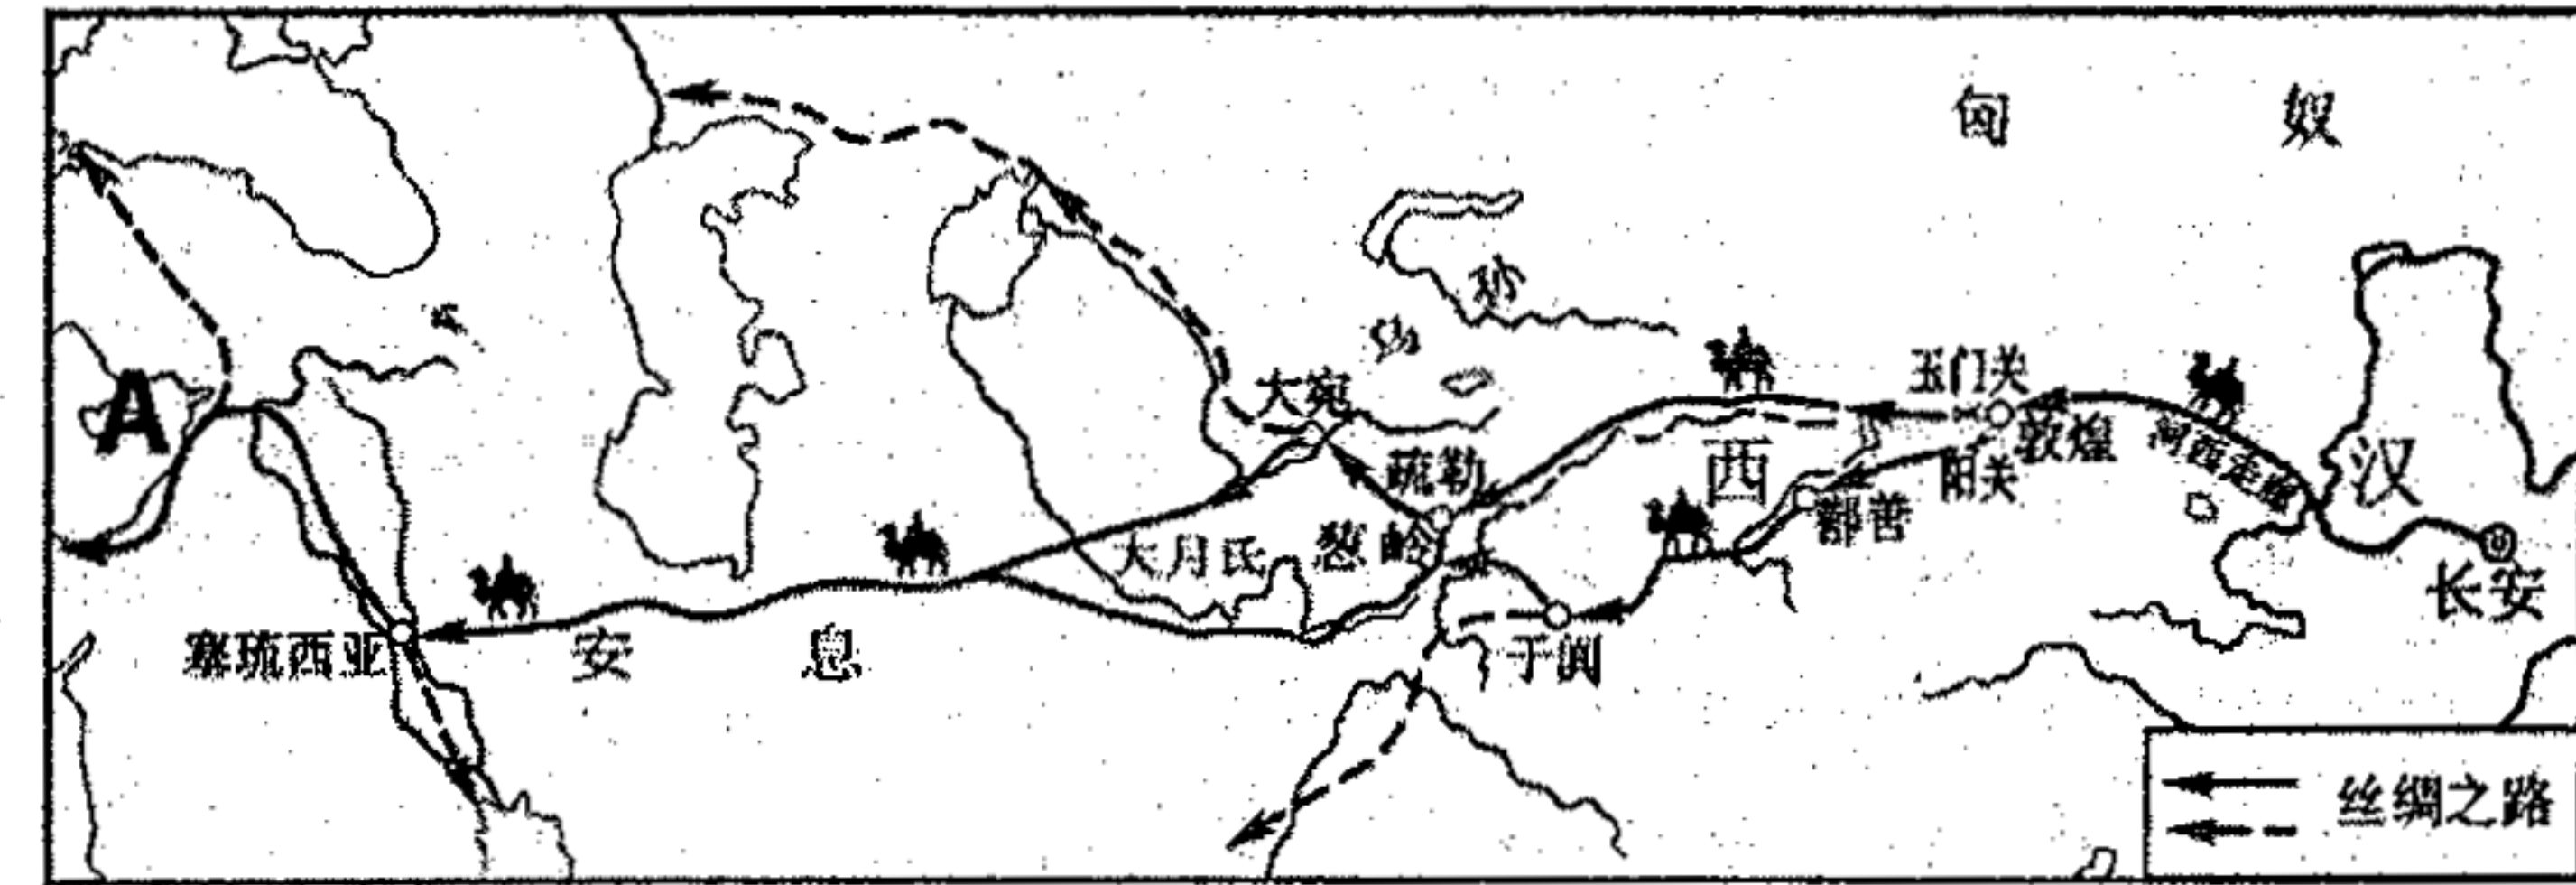 匈 奴
沙
玉门关
大宛
敦煌
河西走廊
A
疏勒
西
阳关
汉
鄯善
大月氏
葱岭
长安
塞琉西亚
安 息
于阗
丝绸之路